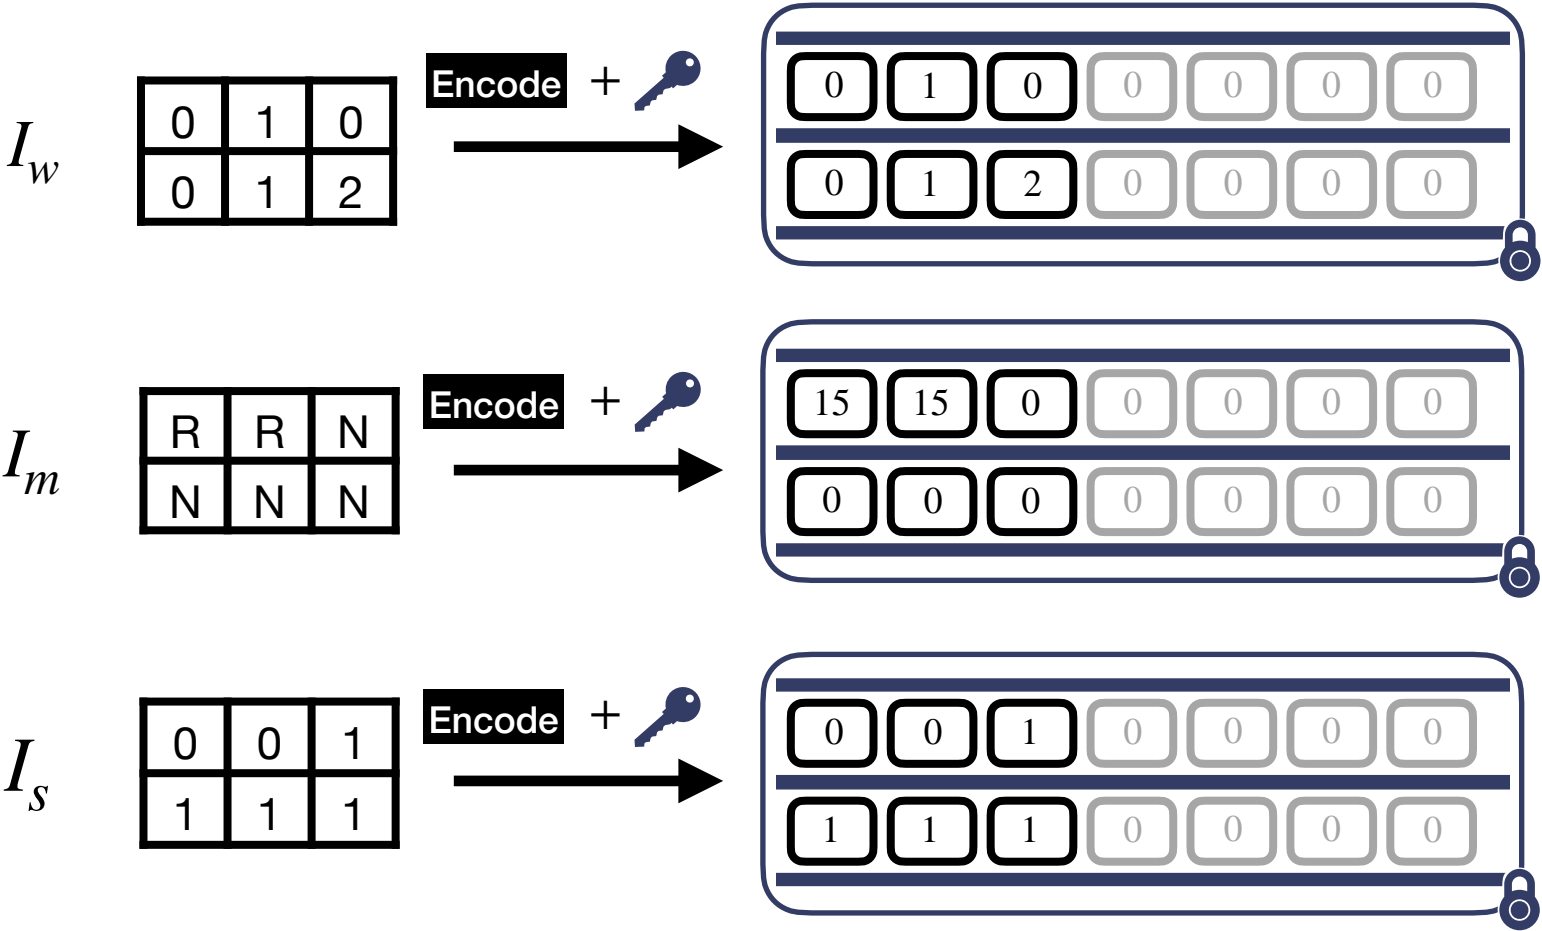 I_w
0 1 0
0 1 2
Encode +
0 1 0 0 0 0 0
0 1 2 0 0 0 0
I_m
R R N
N N N
Encode +
15 15 0 0 0 0 0
0 0 0 0 0 0 0
I_s
0 0 1
1 1 1
Encode +
0 0 1 0 0 0 0
1 1 1 0 0 0 0